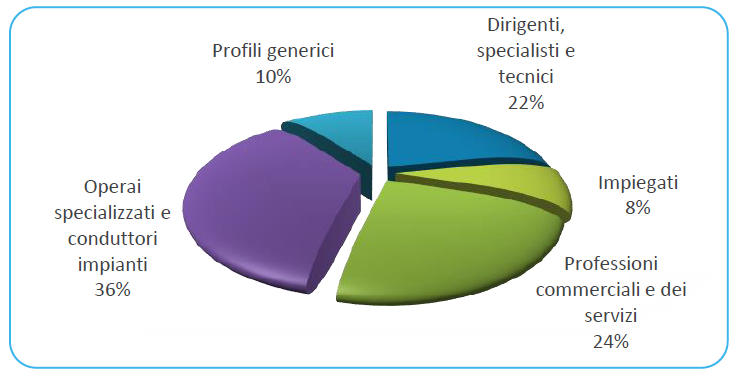 Dirigenti,
specialisti e
tecnici
22%
Impiegati
8%
Professioni
commerciali e dei
servizi
24%
Operai
specializzati e
conduttori
impianti
36%
Profili generici
10%